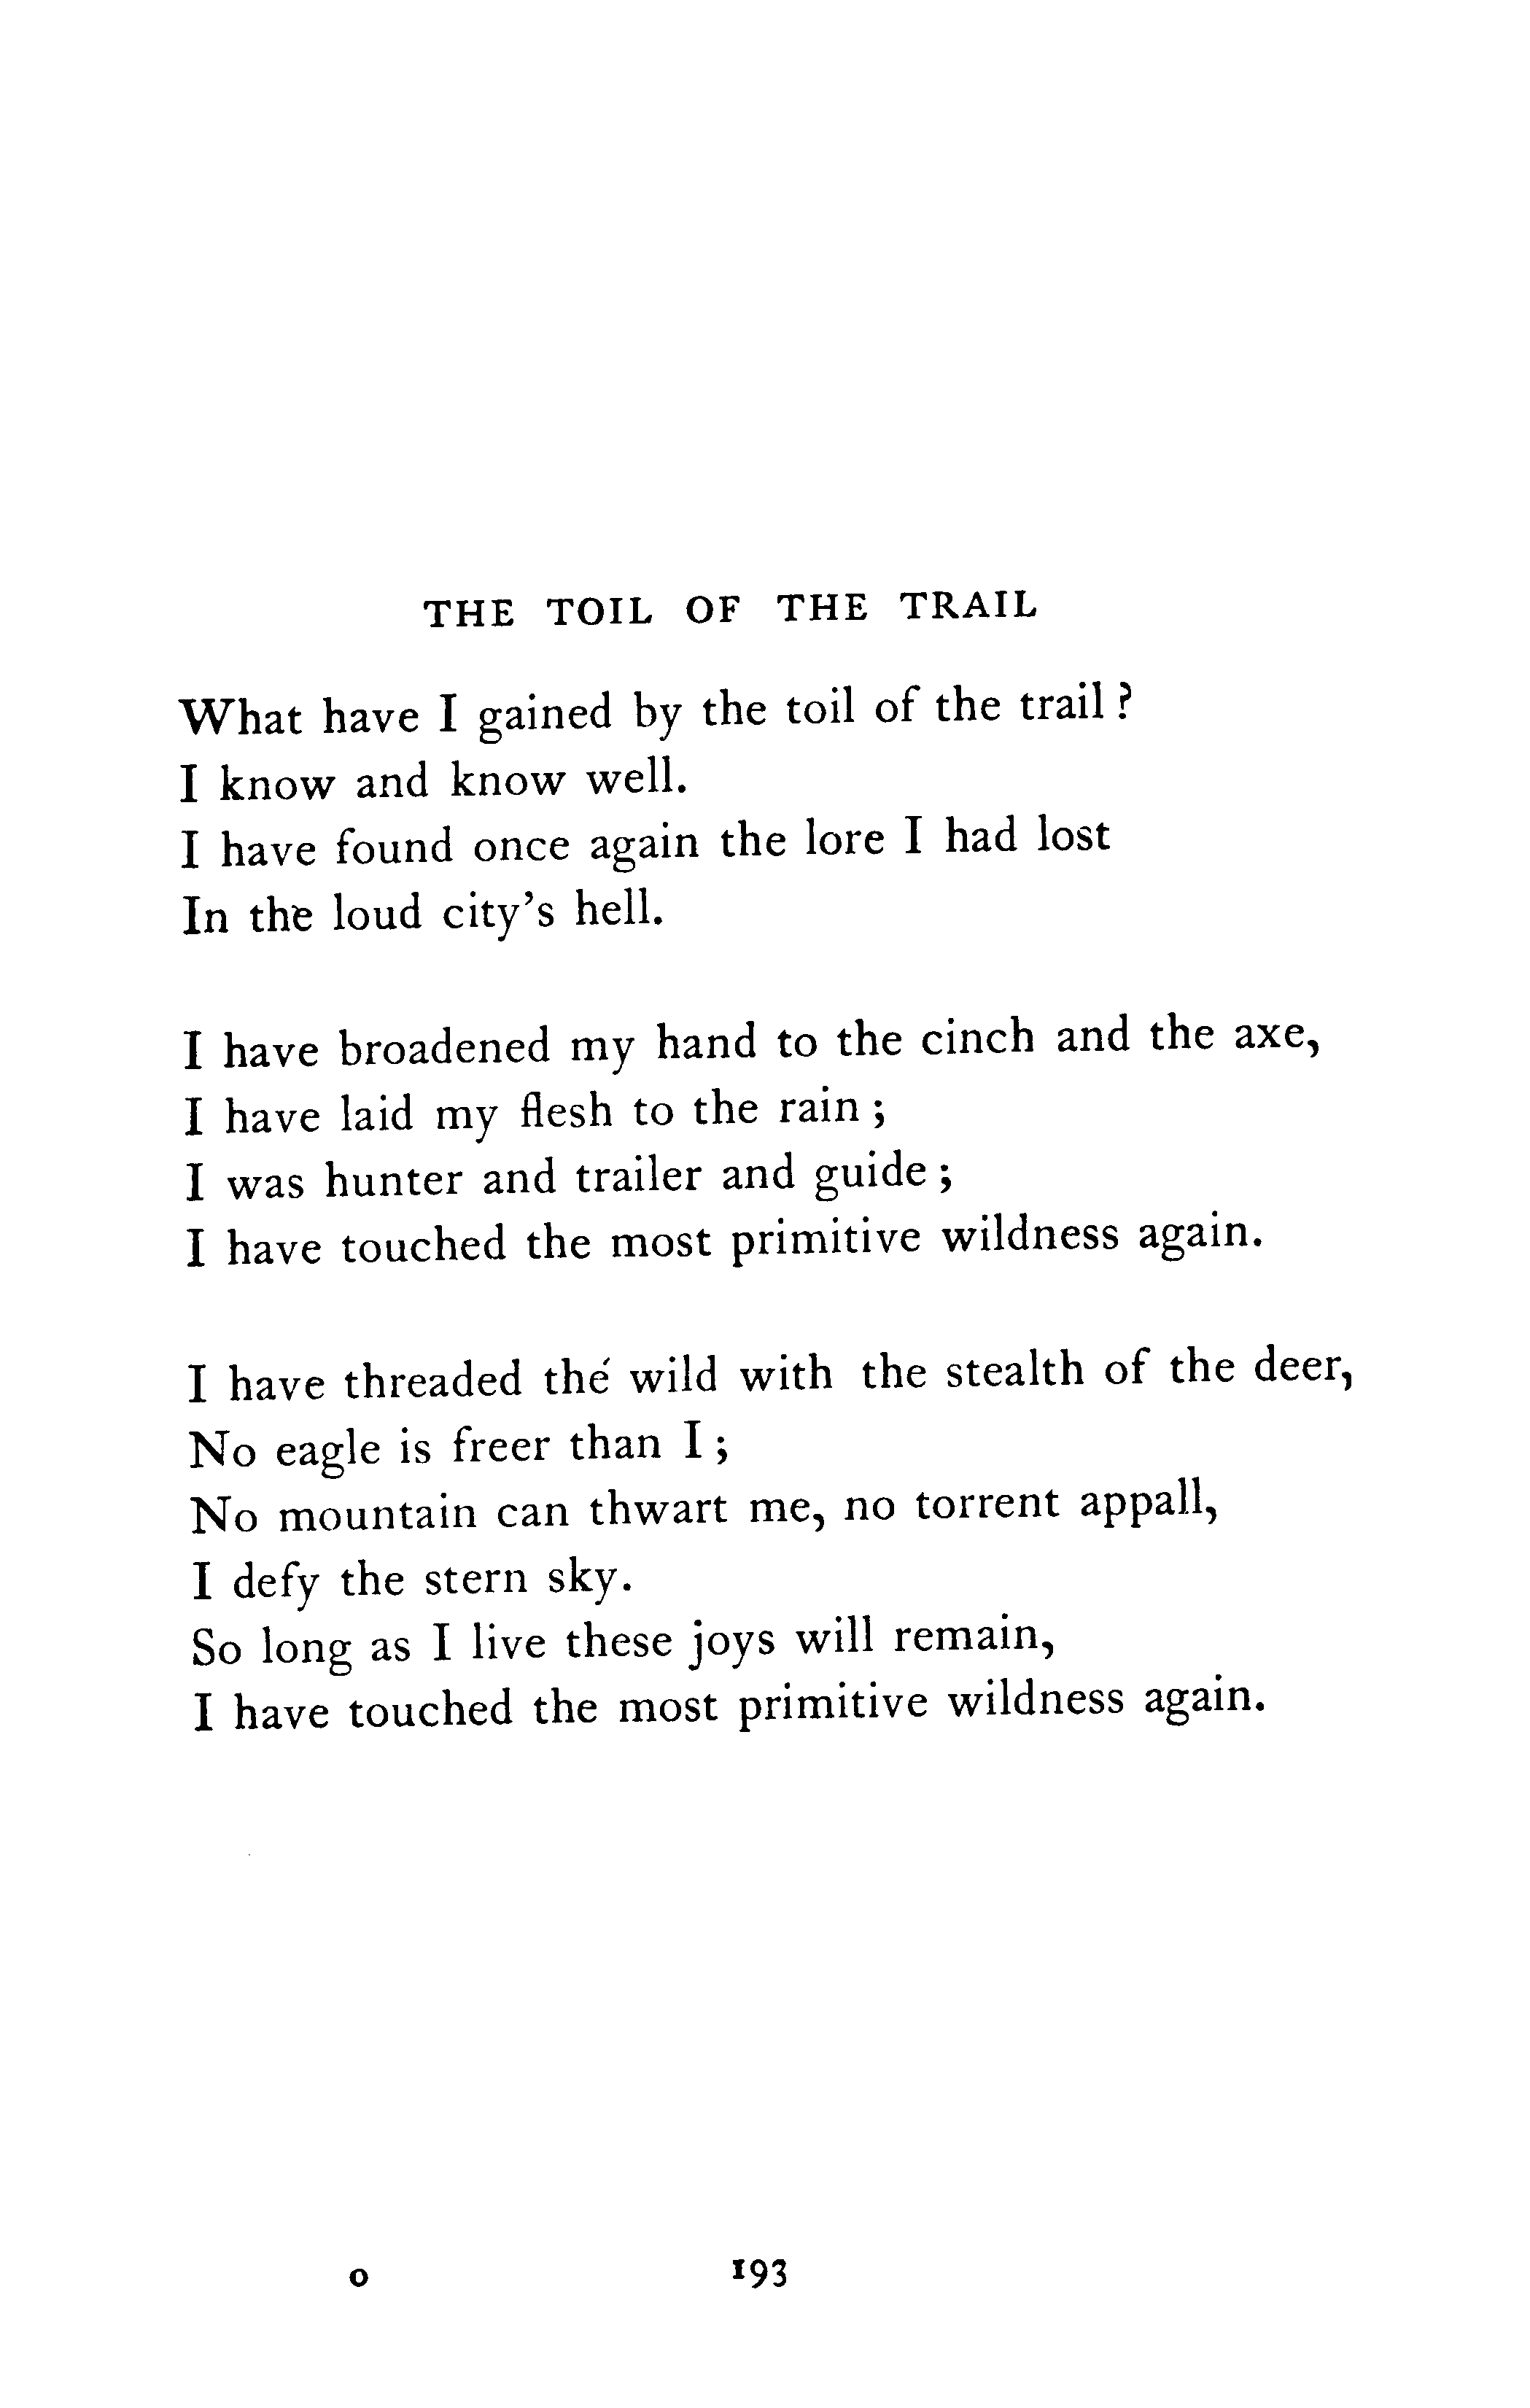 THE TOIL OF THE TRAIL
What have I gained by the toil of the trail ?
I know and know well.
I have found once again the lore I had lost
In the loud city's hell.
I have broadened my hand to the cinch and the axe,
I have laid my flesh to the rain ;
I was hunter and trailer and guide ;
I have touched the most primitive wildness again.
I have threaded the wild with the stealth of the deer,
No eagle is freer than I ;
No mountain can thwart me, no torrent appall,
I defy the stern sky.
So long as I live these joys will remain,
I have touched the most primitive wildness again.
o 193